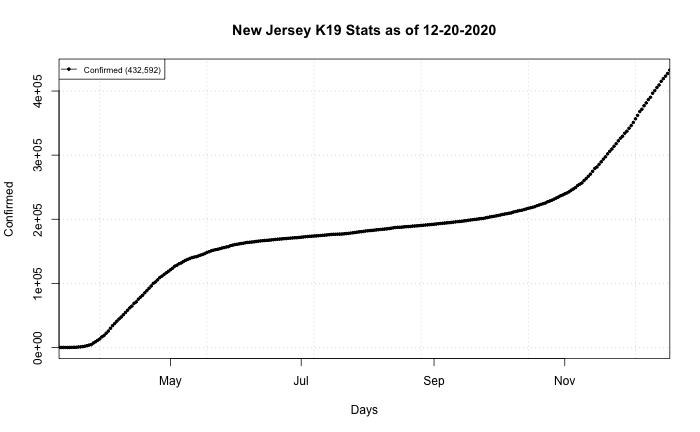 New Jersey K19 Stats as of 12-20-2020
Confirmed (432,592)
4e+05
3e+05
2e+05
1e+05
0e+00
Confirmed
May Jul Sep Nov
Days